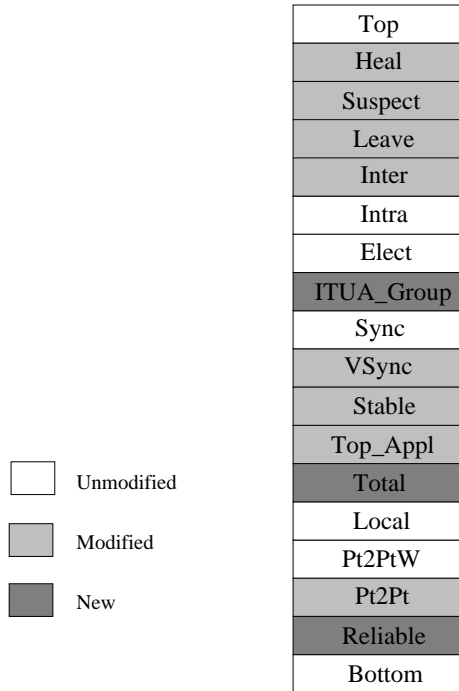 Top
Heal
Suspect
Leave
Inter
Intra
Elect
ITUA_Group
Sync
VSync
Stable
Top_Appl
Total
Local
Pt2PtW
Pt2Pt
Reliable
Bottom
Unmodified
Modified
New